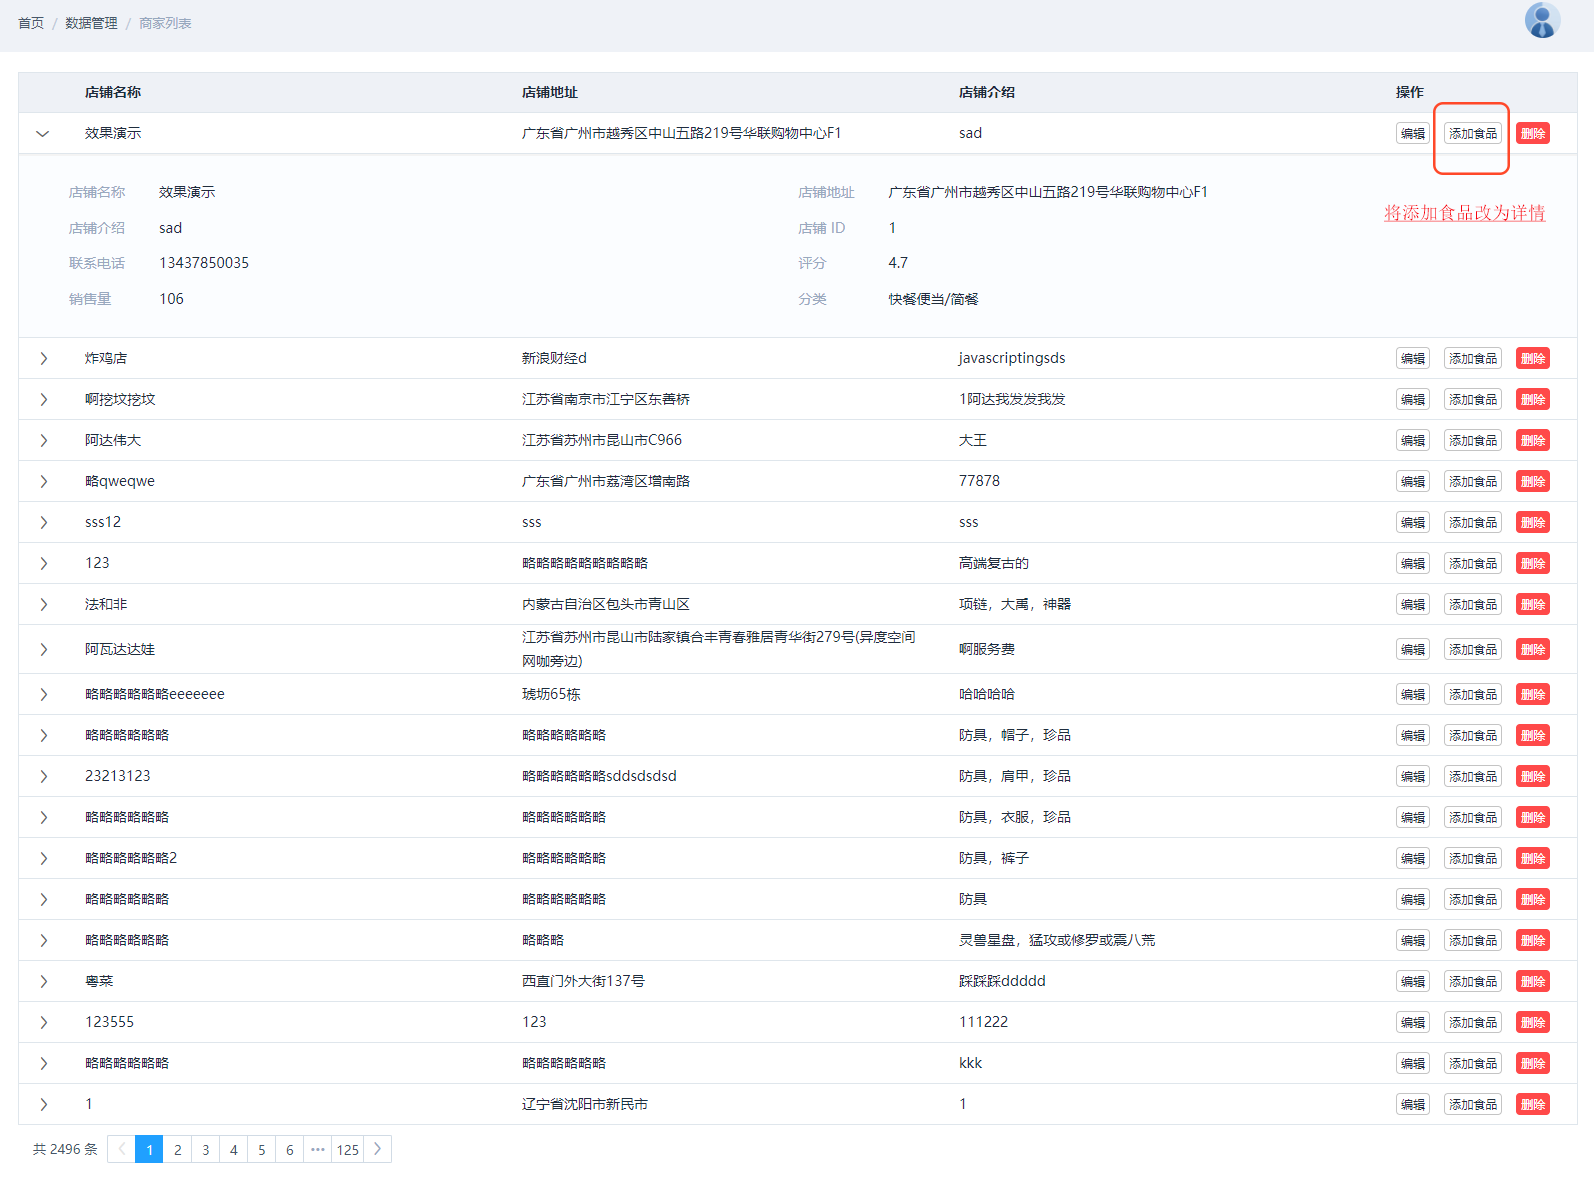 首页 / 数据管理 / 商家列表
店铺名称 店铺地址 店铺介绍 操作
效果演示 广东省广州市越秀区中山五路219号华联购物中心F1 sad 编辑 添加食品 删除
店铺名称 效果演示 店铺地址 广东省广州市越秀区中山五路219号华联购物中心F1
将添加食品改为详情
店铺介绍 sad 店铺 ID 1
联系电话 13437850035 评分 4.7
销售量 106 分类 快餐便当/简餐
炸鸡店 新浪财经d javascriptingsds 编辑 添加食品 删除
啊挖坟挖坟 江苏省南京市江宁区东善桥 1阿达我发发我发 编辑 添加食品 删除
阿达伟大 江苏省苏州市昆山市C966 大王 编辑 添加食品 删除
略qweqwe 广东省广州市荔湾区增南路 77878 编辑 添加食品 删除
sss12 sss sss 编辑 添加食品 删除
123 略略略略略略略略略 高端复古的 编辑 添加食品 删除
法和非 内蒙古自治区包头市青山区 项链，大禹，神器 编辑 添加食品 删除
阿瓦达达娃 江苏省苏州市昆山市陆家镇合丰青春雅居青华街279号(异度空间
网咖旁边) 啊服务费 编辑 添加食品 删除
略略略略略略eeeeeee 琥坜65栋 哈哈哈哈 编辑 添加食品 删除
略略略略略略 略略略略略略 防具，帽子，珍品 编辑 添加食品 删除
23213123 略略略略略略sddsdsdsd 防具，肩甲，珍品 编辑 添加食品 删除
略略略略略略 略略略略略略 防具，衣服，珍品 编辑 添加食品 删除
略略略略略略2 略略略略略略 防具，裤子 编辑 添加食品 删除
略略略略略略 略略略略略略 防具 编辑 添加食品 删除
略略略略略略 略略略 灵兽星盘，猛攻或修罗或震八荒 编辑 添加食品 删除
粤菜 西直门外大街137号 踩踩踩ddddd 编辑 添加食品 删除
123555 123 111222 编辑 添加食品 删除
略略略略略略 略略略略略略 kkk 编辑 添加食品 删除
1 辽宁省沈阳市新民市 1 编辑 添加食品 删除
共 2496 条 1 2 3 4 5 6 ··· 125